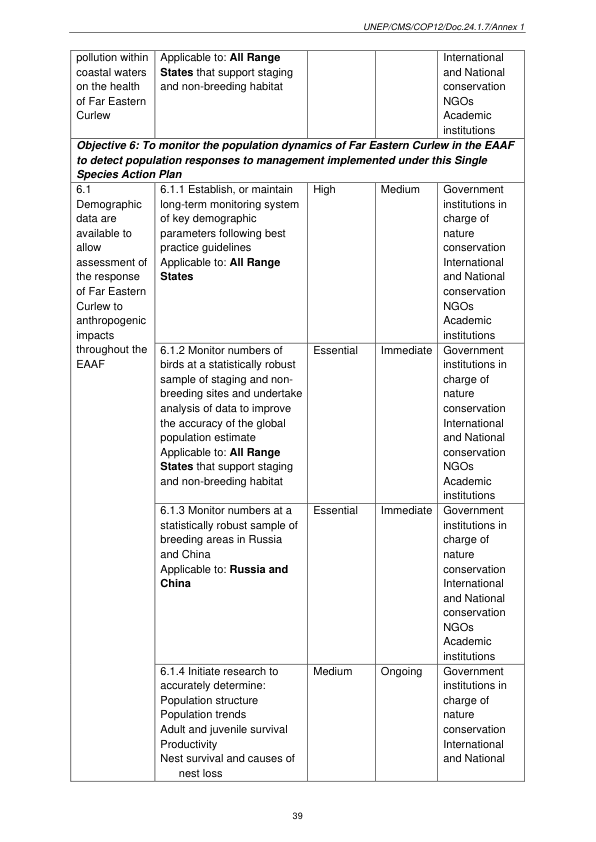 UNEP/CMS/COP12/Doc.24.1.7/Annex 1
pollution within
coastal waters
on the health
of Far Eastern
Curlew
Applicable to: All Range
States that support staging
and non-breeding habitat
International
and National
conservation
NGOs
Academic
institutions
Objective 6: To monitor the population dynamics of Far Eastern Curlew in the EAAF
to detect population responses to management implemented under this Single
Species Action Plan
6.1
Demographic
data are
available to
allow
assessment of
the response
of Far Eastern
Curlew to
anthropogenic
impacts
throughout the
EAAF
6.1.1 Establish, or maintain
long-term monitoring system
of key demographic
parameters following best
practice guidelines
Applicable to: All Range
States
High
Medium
Government
institutions in
charge of
nature
conservation
International
and National
conservation
NGOs
Academic
institutions
6.1.2 Monitor numbers of
birds at a statistically robust
sample of staging and non-
breeding sites and undertake
analysis of data to improve
the accuracy of the global
population estimate
Applicable to: All Range
States that support staging
and non-breeding habitat
Essential
Immediate
Government
institutions in
charge of
nature
conservation
International
and National
conservation
NGOs
Academic
institutions
6.1.3 Monitor numbers at a
statistically robust sample of
breeding areas in Russia
and China
Applicable to: Russia and
China
Essential
Immediate
Government
institutions in
charge of
nature
conservation
International
and National
conservation
NGOs
Academic
institutions
6.1.4 Initiate research to
accurately determine:
Population structure
Population trends
Adult and juvenile survival
Productivity
Nest survival and causes of
nest loss
Medium
Ongoing
Government
institutions in
charge of
nature
conservation
International
and National
39